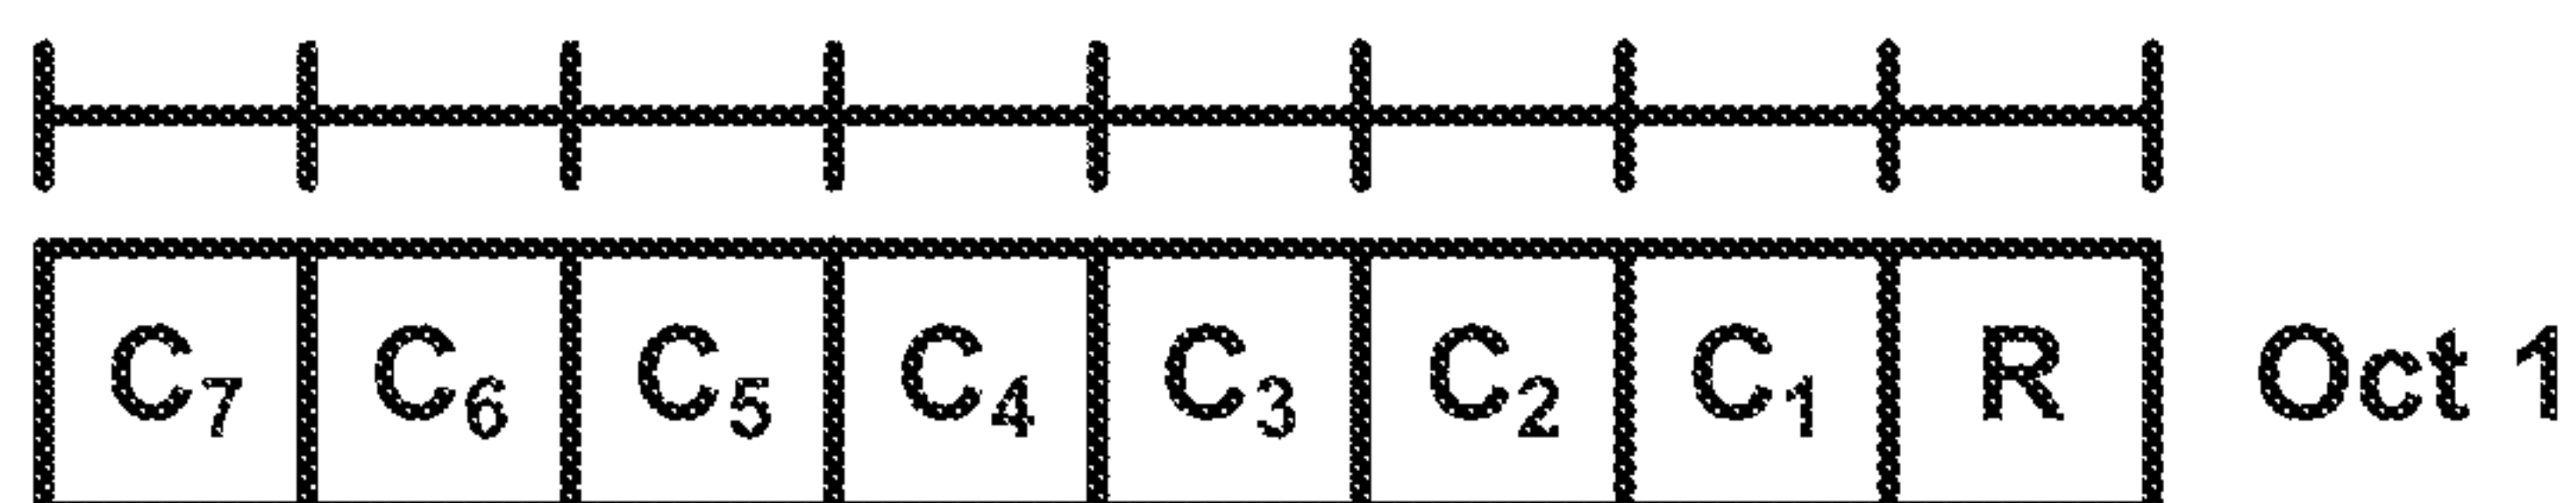 C₇ C₆ C₅ C₄ C₃ C₂ C₁ R Oct 1